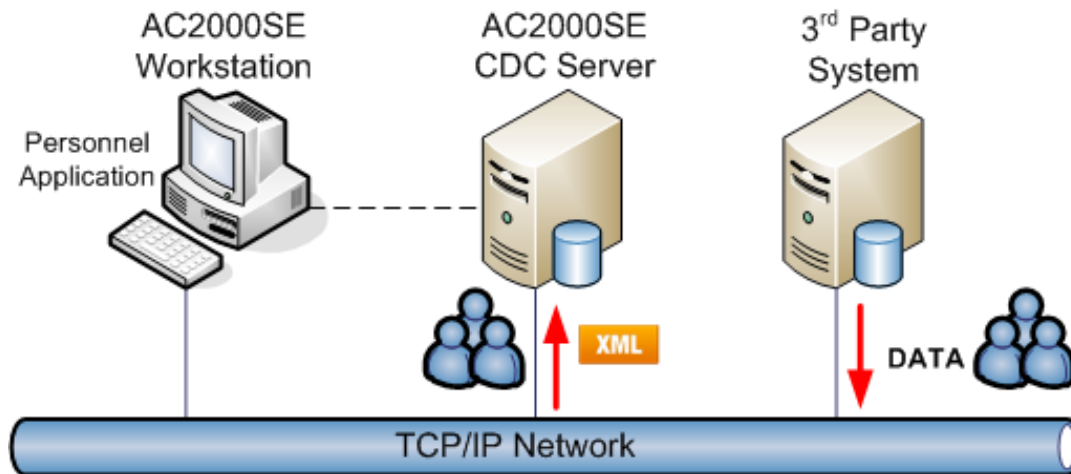 AC2000SE
Workstation
AC2000SE
CDC Server
3rd Party
System
Personnel
Application
XML
DATA
TCP/IP Network